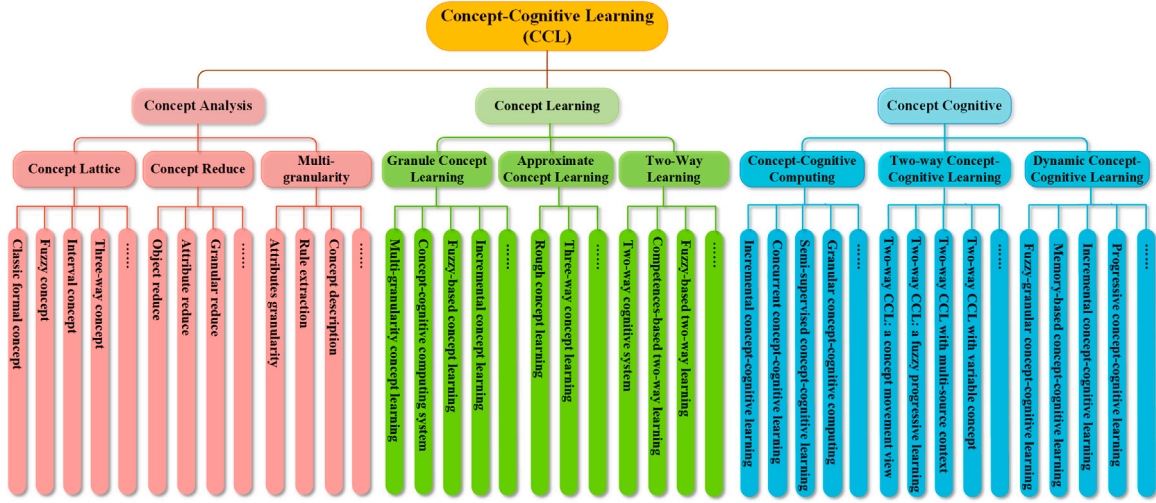 Concept-Cognitive Learning
(CCL)
Concept Analysis
Concept Learning
Concept Cognitive
Concept Lattice
Concept Reduce
Multi-
granularity
Granule Concept
Learning
Approximate
Concept Learning
Two-Way
Learning
Concept-Cognitive
Computing
Two-way Concept-
Cognitive Learning
Dynamic Concept-
Cognitive Learning
Classic formal concept
Fuzzy concept
Interval concept
Three-way concept
......
Object reduce
Attribute reduce
Granular reduce
......
Attributes granularity
Rule extraction
Concept description
......
Multi-granularity concept learning
Concept-cognitive computing system
Fuzzy-based concept learning
Incremental concept learning
......
Rough concept learning
Three-way concept learning
......
Two-way cognitive system
Competences-based two-way learning
Fuzzy-based two-way learning
......
Incremental concept-cognitive learning
Concurrent concept-cognitive learning
Semi-supervised concept-cognitive learning
Granular concept-cognitive computing
......
Two-way CCL: a concept movement view
Two-way CCL: a fuzzy progressive learning
Two-way CCL with multi-source context
Two-way CCL with variable concept
......
Fuzzy-granular concept-cognitive learning
Memory-based concept-cognitive learning
Incremental concept-cognitive learning
Progressive concept-cognitive learning
......